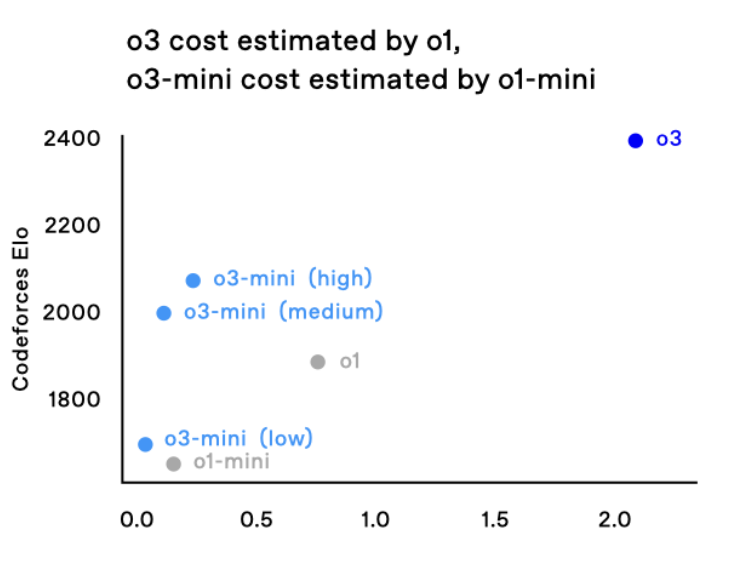 o3 cost estimated by o1,
o3-mini cost estimated by o1-mini
2400
o3
2200
o3-mini (high)
2000
o3-mini (medium)
o1
1800
o3-mini (low)
o1-mini
Codeforces Elo
0.0 0.5 1.0 1.5 2.0